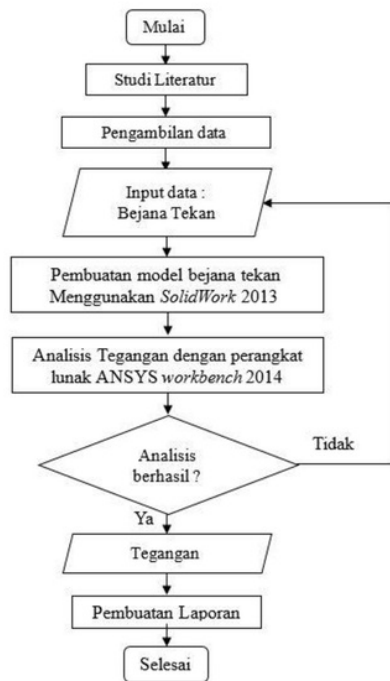 Mulai
Studi Literatur
Pengambilan data
Input data :
Bejana Tekan
Pembuatan model bejana tekan
Menggunakan SolidWork 2013
Analisis Tegangan dengan perangkat
lunak ANSYS workbench 2014
Analisis
berhasil ?
Tidak
Ya
Tegangan
Pembuatan Laporan
Selesai